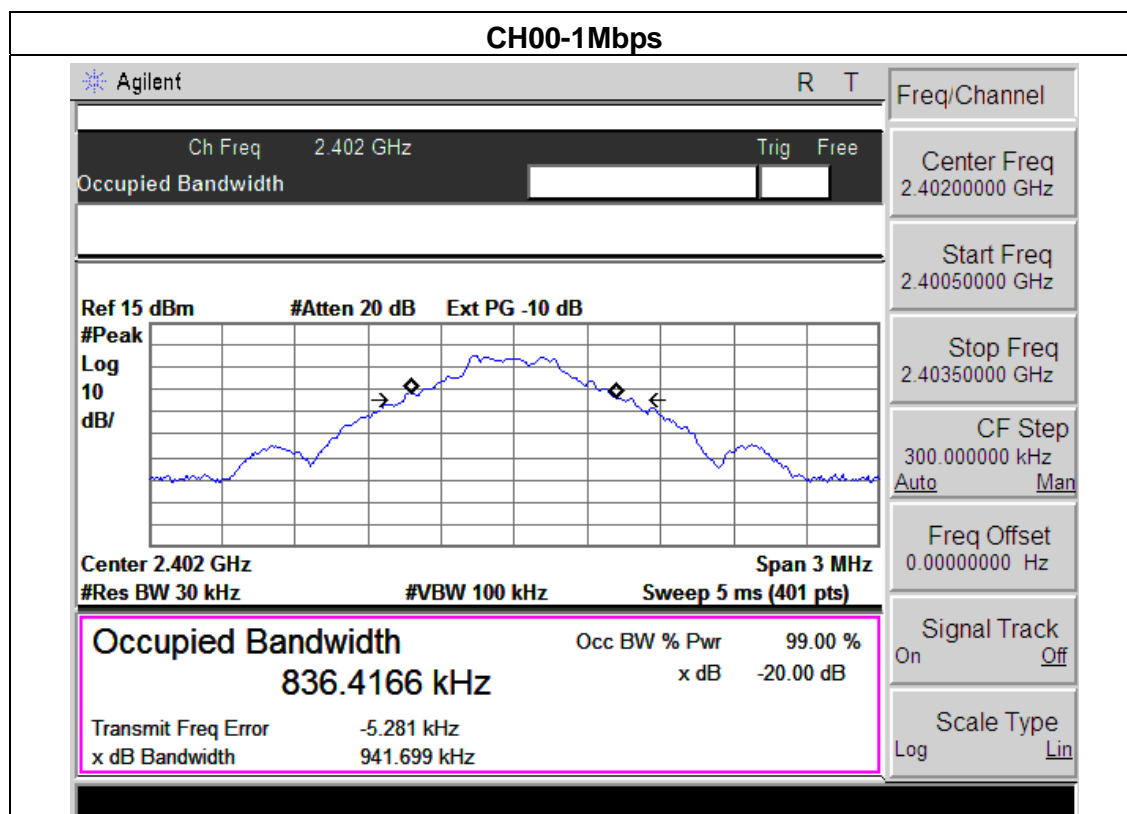 CH00-1Mbps
Agilent R T
Ch Freq 2.402 GHz Trig Free
Occupied Bandwidth
Ref 15 dBm #Atten 20 dB Ext PG -10 dB
#Peak
Log
10
dB/
Center 2.402 GHz Span 3 MHz
#Res BW 30 kHz #VBW 100 kHz Sweep 5 ms (401 pts)
Occupied Bandwidth Occ BW % Pwr 99.00 %
836.4166 kHz x dB -20.00 dB
Transmit Freq Error -5.281 kHz
x dB Bandwidth 941.699 kHz
Freq/Channel
Center Freq
2.40200000 GHz
Start Freq
2.40050000 GHz
Stop Freq
2.40350000 GHz
CF Step
300.000000 kHz
Auto Man
Freq Offset
0.00000000 Hz
Signal Track
On Off
Scale Type
Log Lin